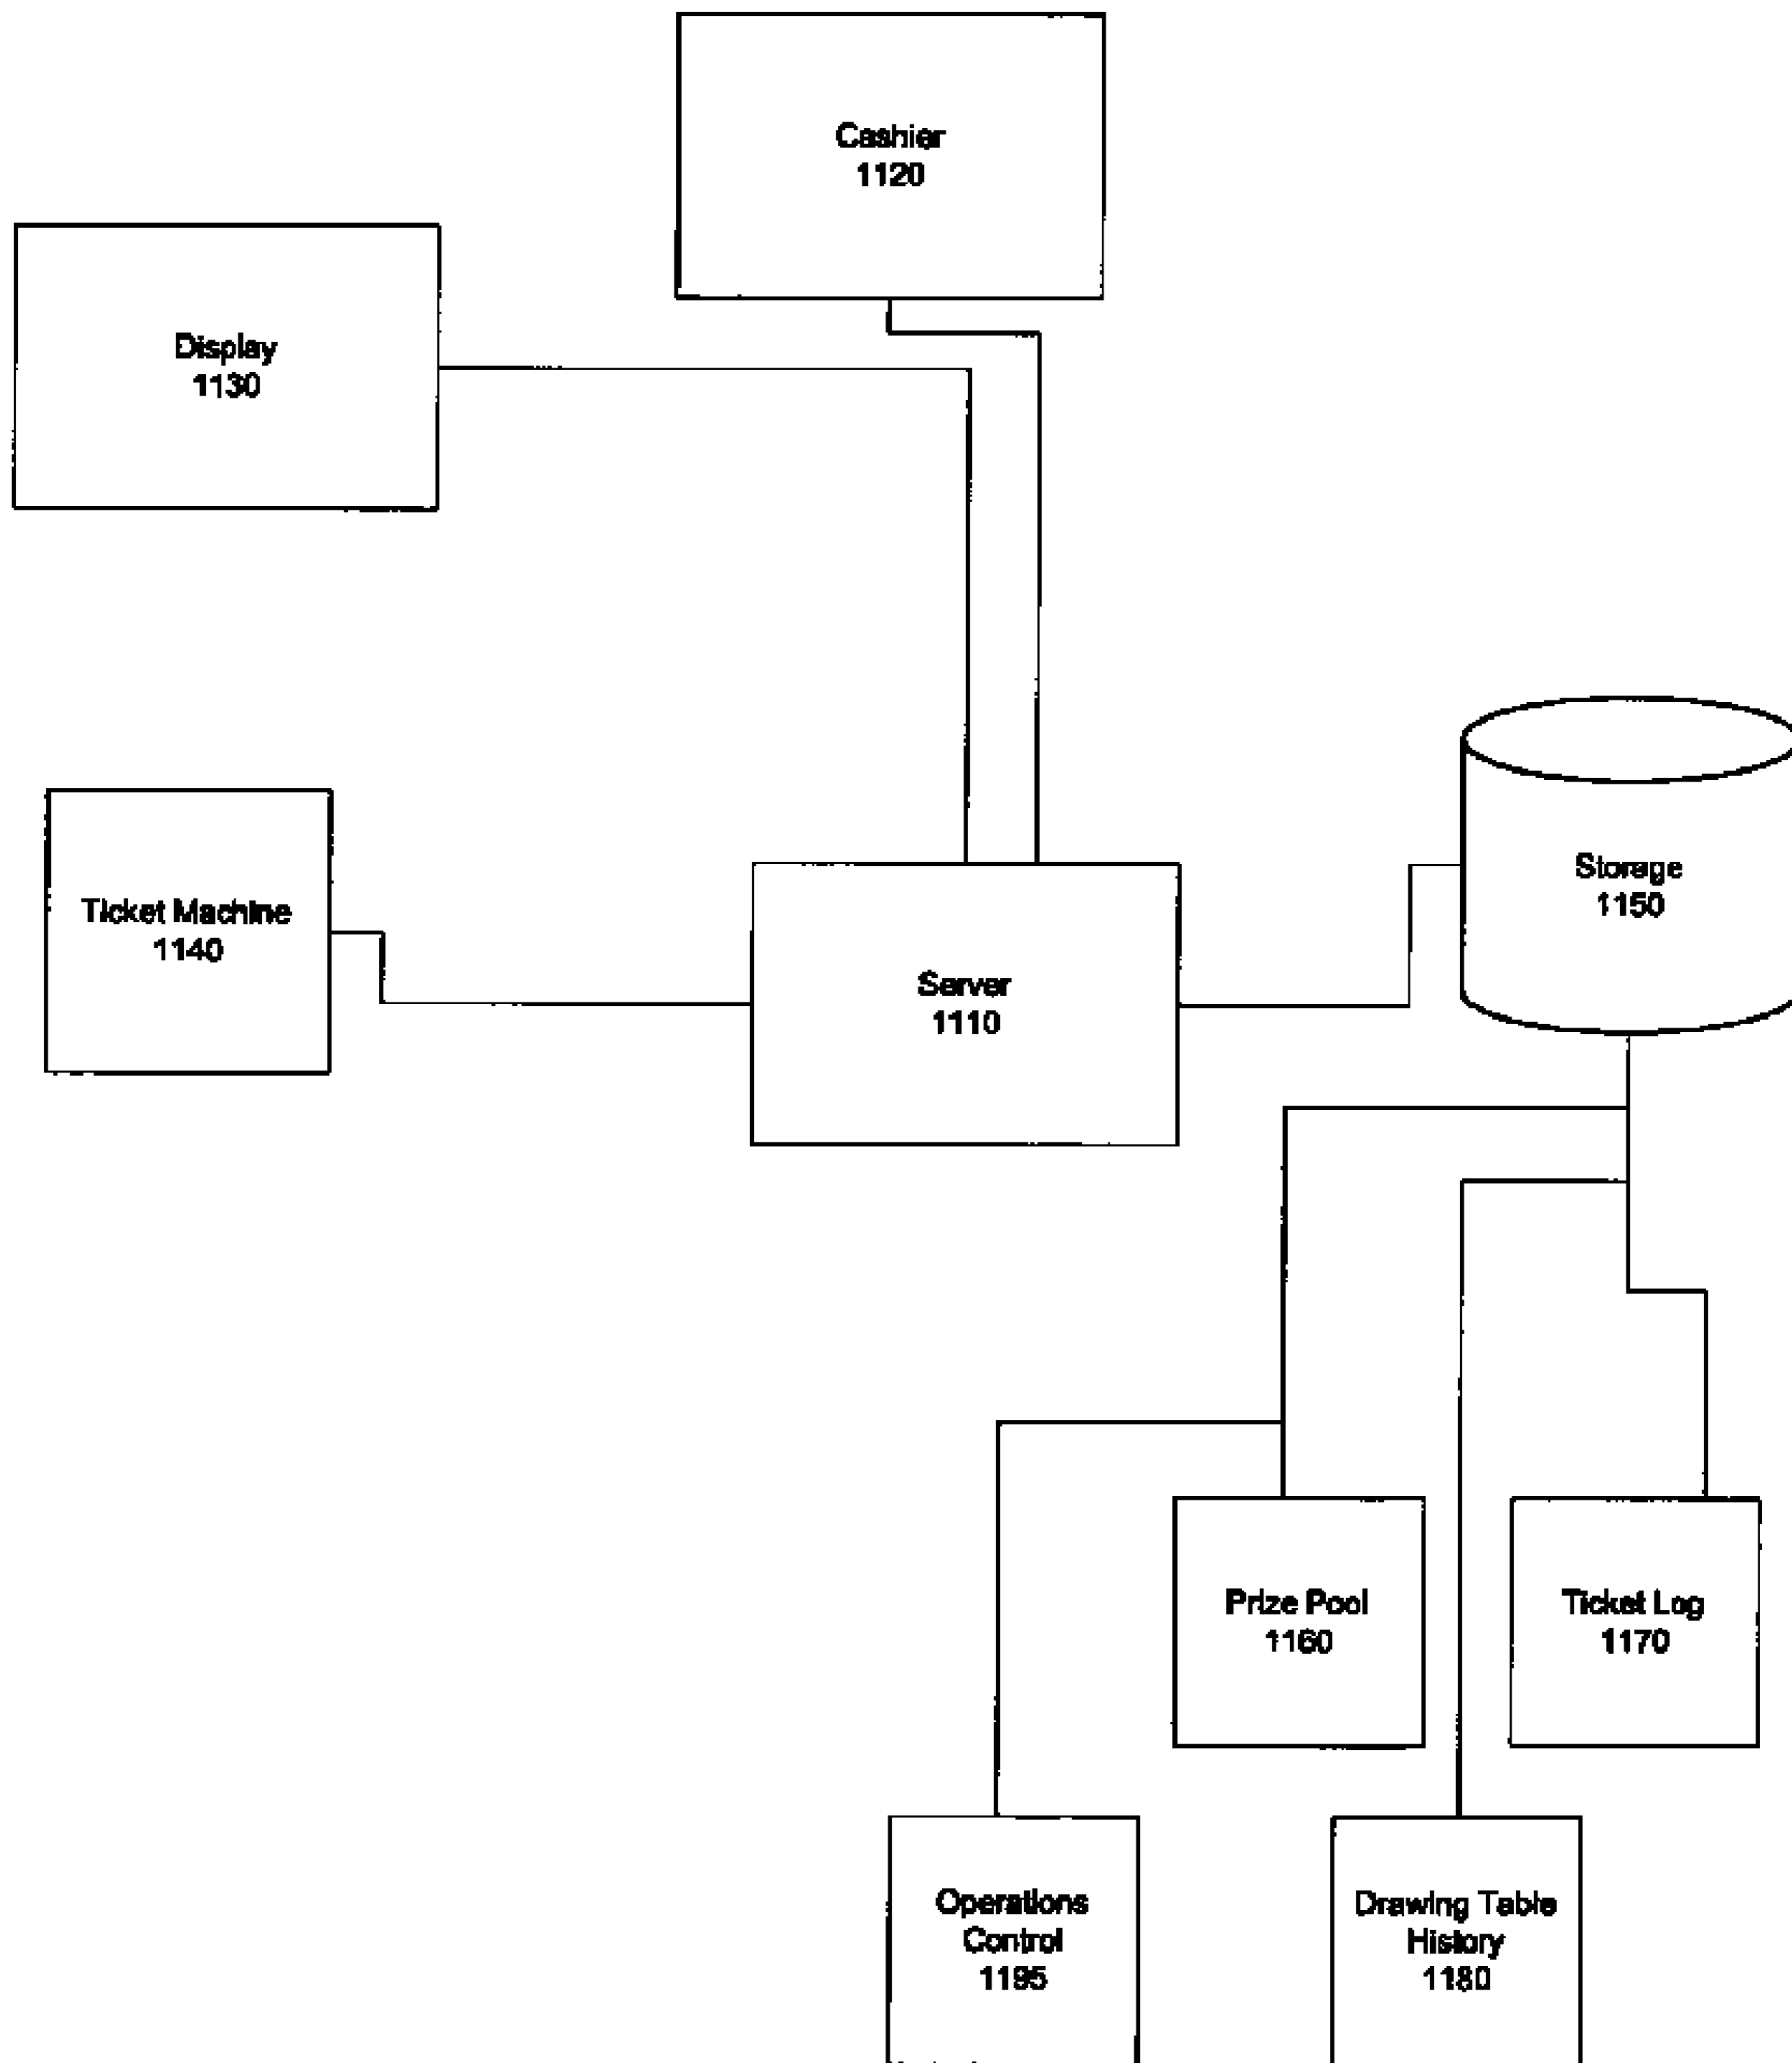 Cashier
1120
Display
1130
Storage
1150
Ticket Machine
1140
Server
1110
Prize Pool
1160
Ticket Log
1170
Operations
Control
1195
Drawing Table
History
1180